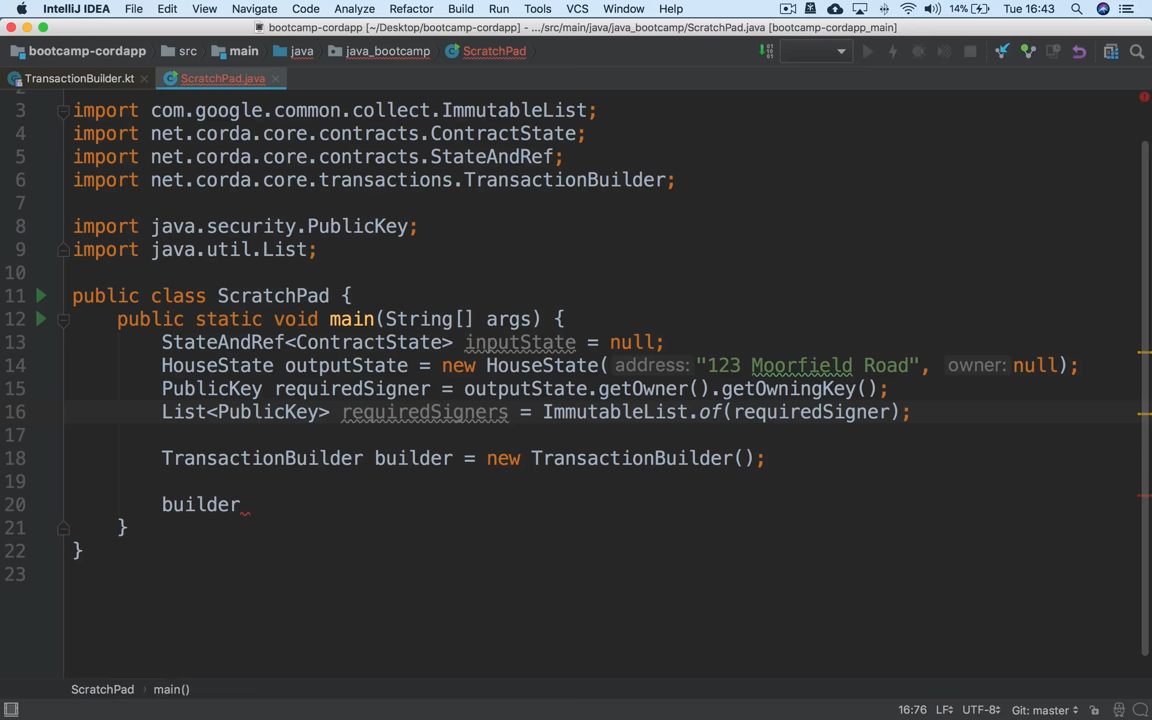 IntelliJ IDEA File Edit View Navigate Code Analyze Refactor Build Run Tools VCS Window Help 14% Tue 16:43
bootcamp-cordapp [~/Desktop/bootcamp-cordapp] - .../src/main/java/java_bootcamp/ScratchPad.java [bootcamp-cordapp_main]
bootcamp-cordapp src main java java_bootcamp ScratchPad
TransactionBuilder.kt ScratchPad.java
3 import com.google.common.collect.ImmutableList;
4 import net.corda.core.contracts.ContractState;
5 import net.corda.core.contracts.StateAndRef;
6 import net.corda.core.transactions.TransactionBuilder;
7
8 import java.security.PublicKey;
9 import java.util.List;
10
11 public class ScratchPad {
12 public static void main(String[] args) {
13 StateAndRef<ContractState> inputState = null;
14 HouseState outputState = new HouseState( address: "123 Moorfield Road", owner: null);
15 PublicKey requiredSigner = outputState.getOwner().getOwningKey();
16 List<PublicKey> requiredSigners = ImmutableList.of(requiredSigner);
17
18 TransactionBuilder builder = new TransactionBuilder();
19
20 builder
21 }
22 }
23
ScratchPad › main()
16:76 LF UTF-8 Git: master